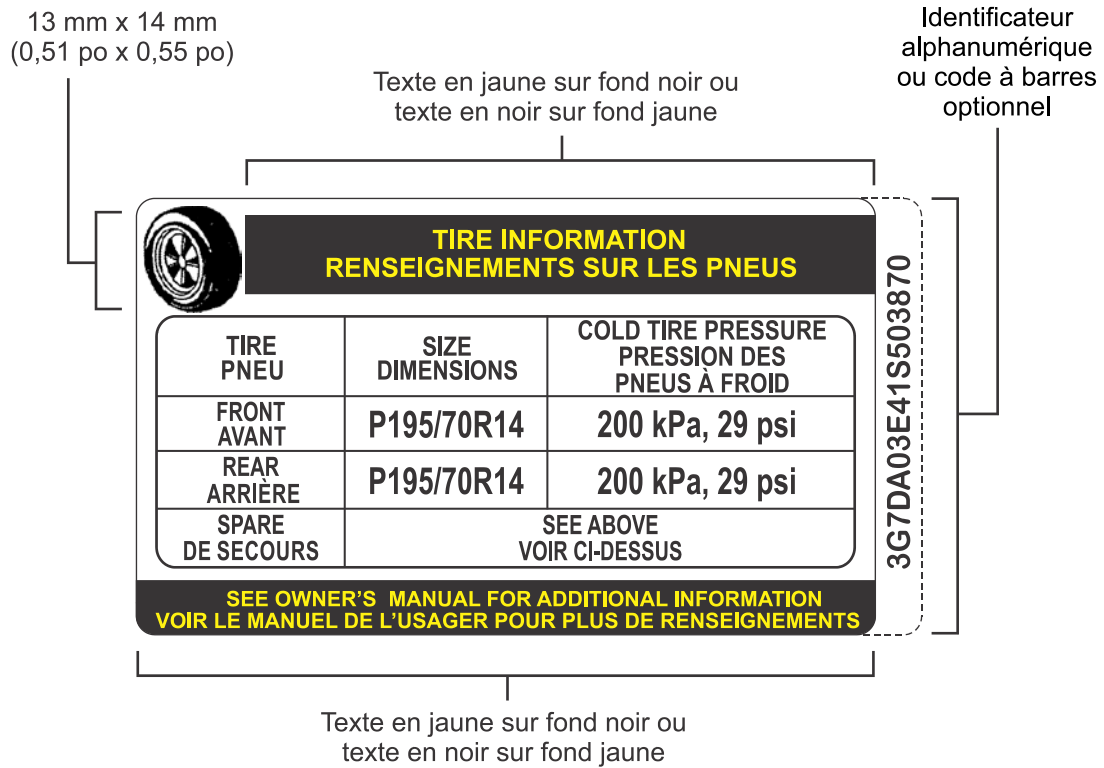 13 mm x 14 mm
(0,51 po x 0,55 po)
Texte en jaune sur fond noir ou
texte en noir sur fond jaune
Identificateur
alphanumérique
ou code à barres
optionnel
TIRE INFORMATION
RENSEIGNEMENTS SUR LES PNEUS
TIRE
PNEU
SIZE
DIMENSIONS
COLD TIRE PRESSURE
PRESSION DES
PNEUS À FROID
FRONT
AVANT
P195/70R14
200 kPa, 29 psi
REAR
ARRIÈRE
P195/70R14
200 kPa, 29 psi
SPARE
DE SECOURS
SEE ABOVE
VOIR CI-DESSUS
SEE OWNER'S MANUAL FOR ADDITIONAL INFORMATION
VOIR LE MANUEL DE L'USAGER POUR PLUS DE RENSEIGNEMENTS
3G7DA03E41S503870
Texte en jaune sur fond noir ou
texte en noir sur fond jaune